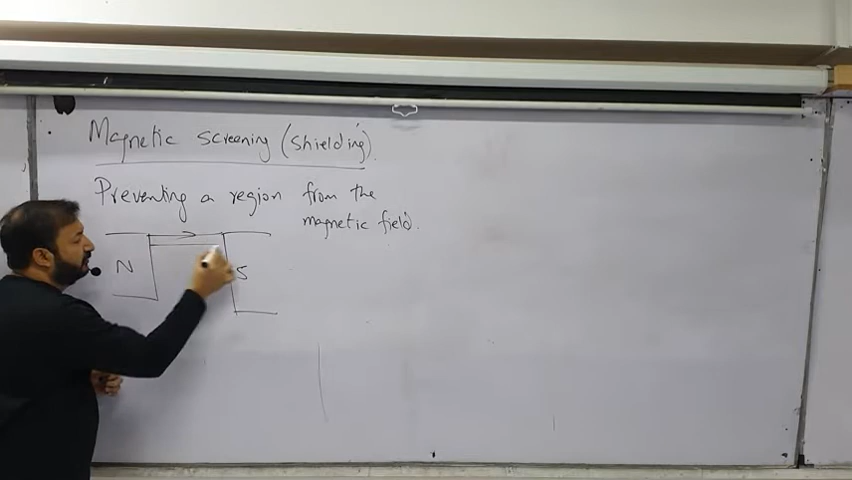 Magnetic screening (shielding)
Preventing a region from the
magnetic field.
N S